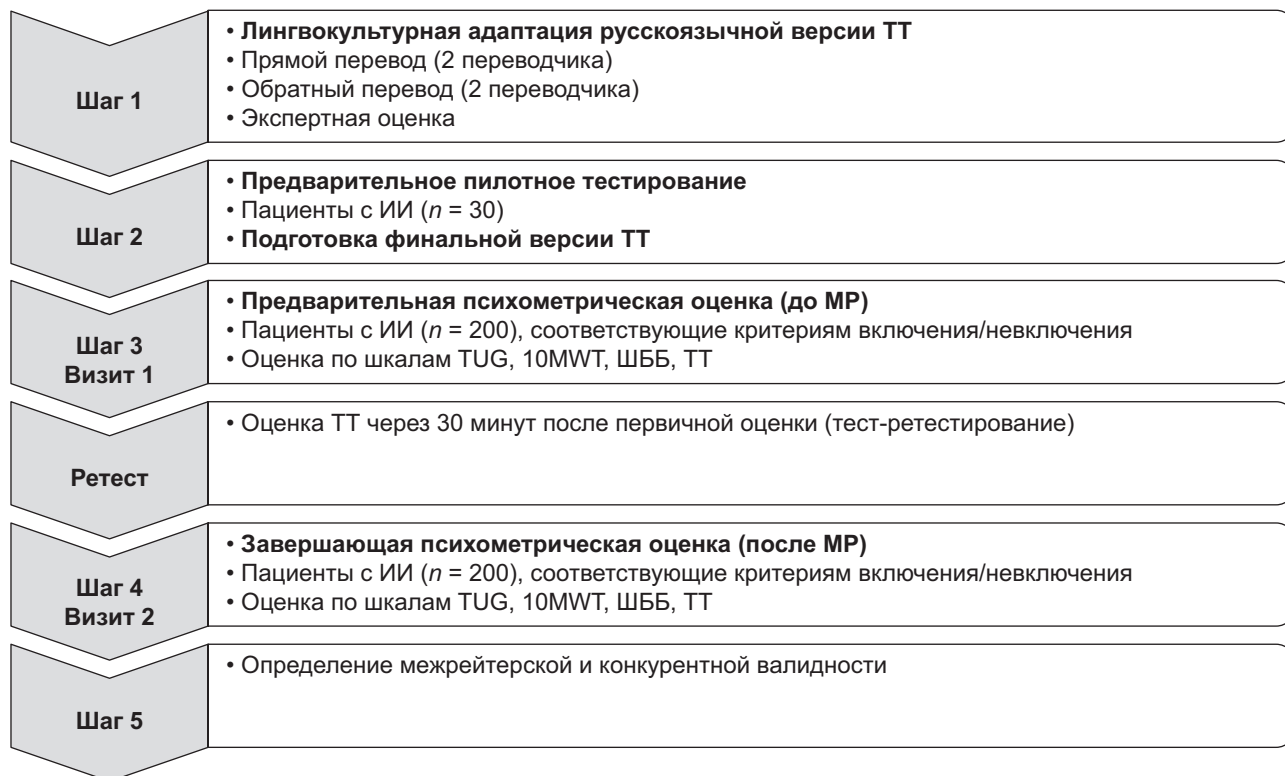 Шаг 1
• Лингвокультурная адаптация русскоязычной версии ТТ
• Прямой перевод (2 переводчика)
• Обратный перевод (2 переводчика)
• Экспертная оценка
Шаг 2
• Предварительное пилотное тестирование
• Пациенты с ИИ (n = 30)
• Подготовка финальной версии ТТ
Шаг 3
Визит 1
• Предварительная психометрическая оценка (до МР)
• Пациенты с ИИ (n = 200), соответствующие критериям включения/невключения
• Оценка по шкалам TUG, 10MWT, ШББ, ТТ
Ретест
• Оценка ТТ через 30 минут после первичной оценки (тест-ретестирование)
Шаг 4
Визит 2
• Завершающая психометрическая оценка (после МР)
• Пациенты с ИИ (n = 200), соответствующие критериям включения/невключения
• Оценка по шкалам TUG, 10MWT, ШББ, ТТ
Шаг 5
• Определение межрейтерской и конкурентной валидности